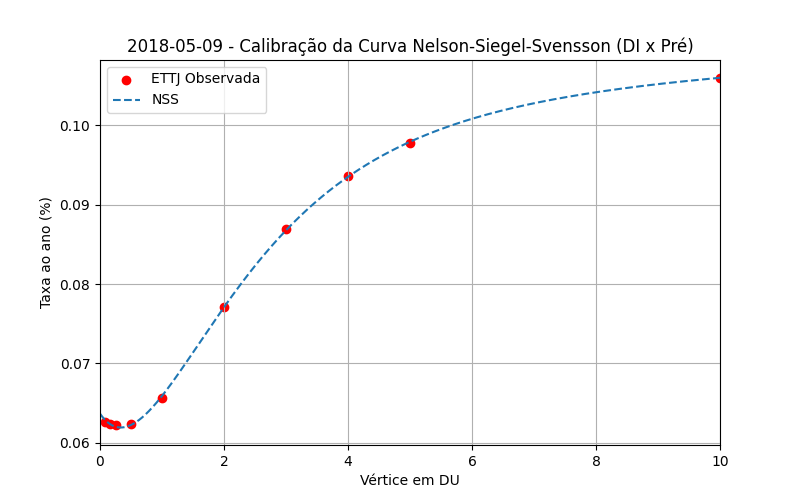 2018-05-09 - Calibração da Curva Nelson-Siegel-Svensson (DI x Pré)
ETTJ Observada
NSS
Taxa ao ano (%)
0.10
0.09
0.08
0.07
0.06
0 2 4 6 8 10
Vértice em DU